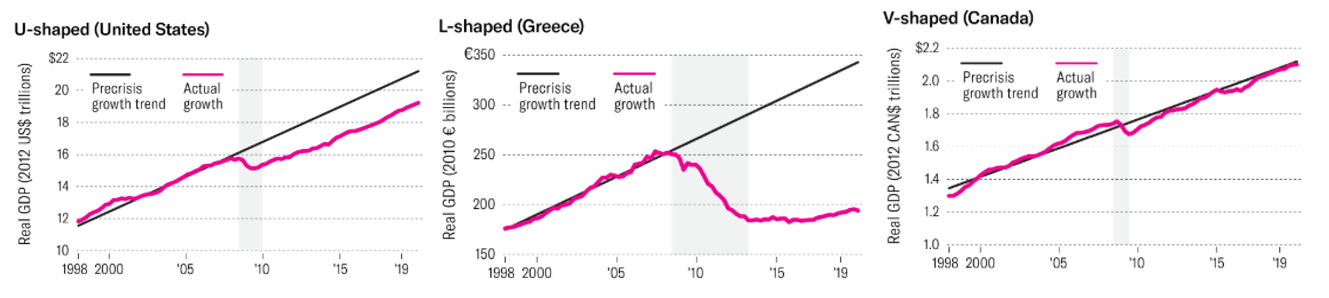 U-shaped (United States)
Real GDP (2012 US$ trillions)
$22
20
18
16
14
12
10
Precrisis
growth trend
Actual
growth
1998 2000 '05 '10 '15 '19
L-shaped (Greece)
Real GDP (2010 € billions)
€350
300
250
200
150
Precrisis
growth trend
Actual
growth
1998 2000 '05 '10 '15 '19
V-shaped (Canada)
Real GDP (2012 CAN$ trillions)
$2.2
2.0
1.8
1.6
1.4
1.2
1.0
Precrisis
growth trend
Actual
growth
1998 2000 '05 '10 '15 '19